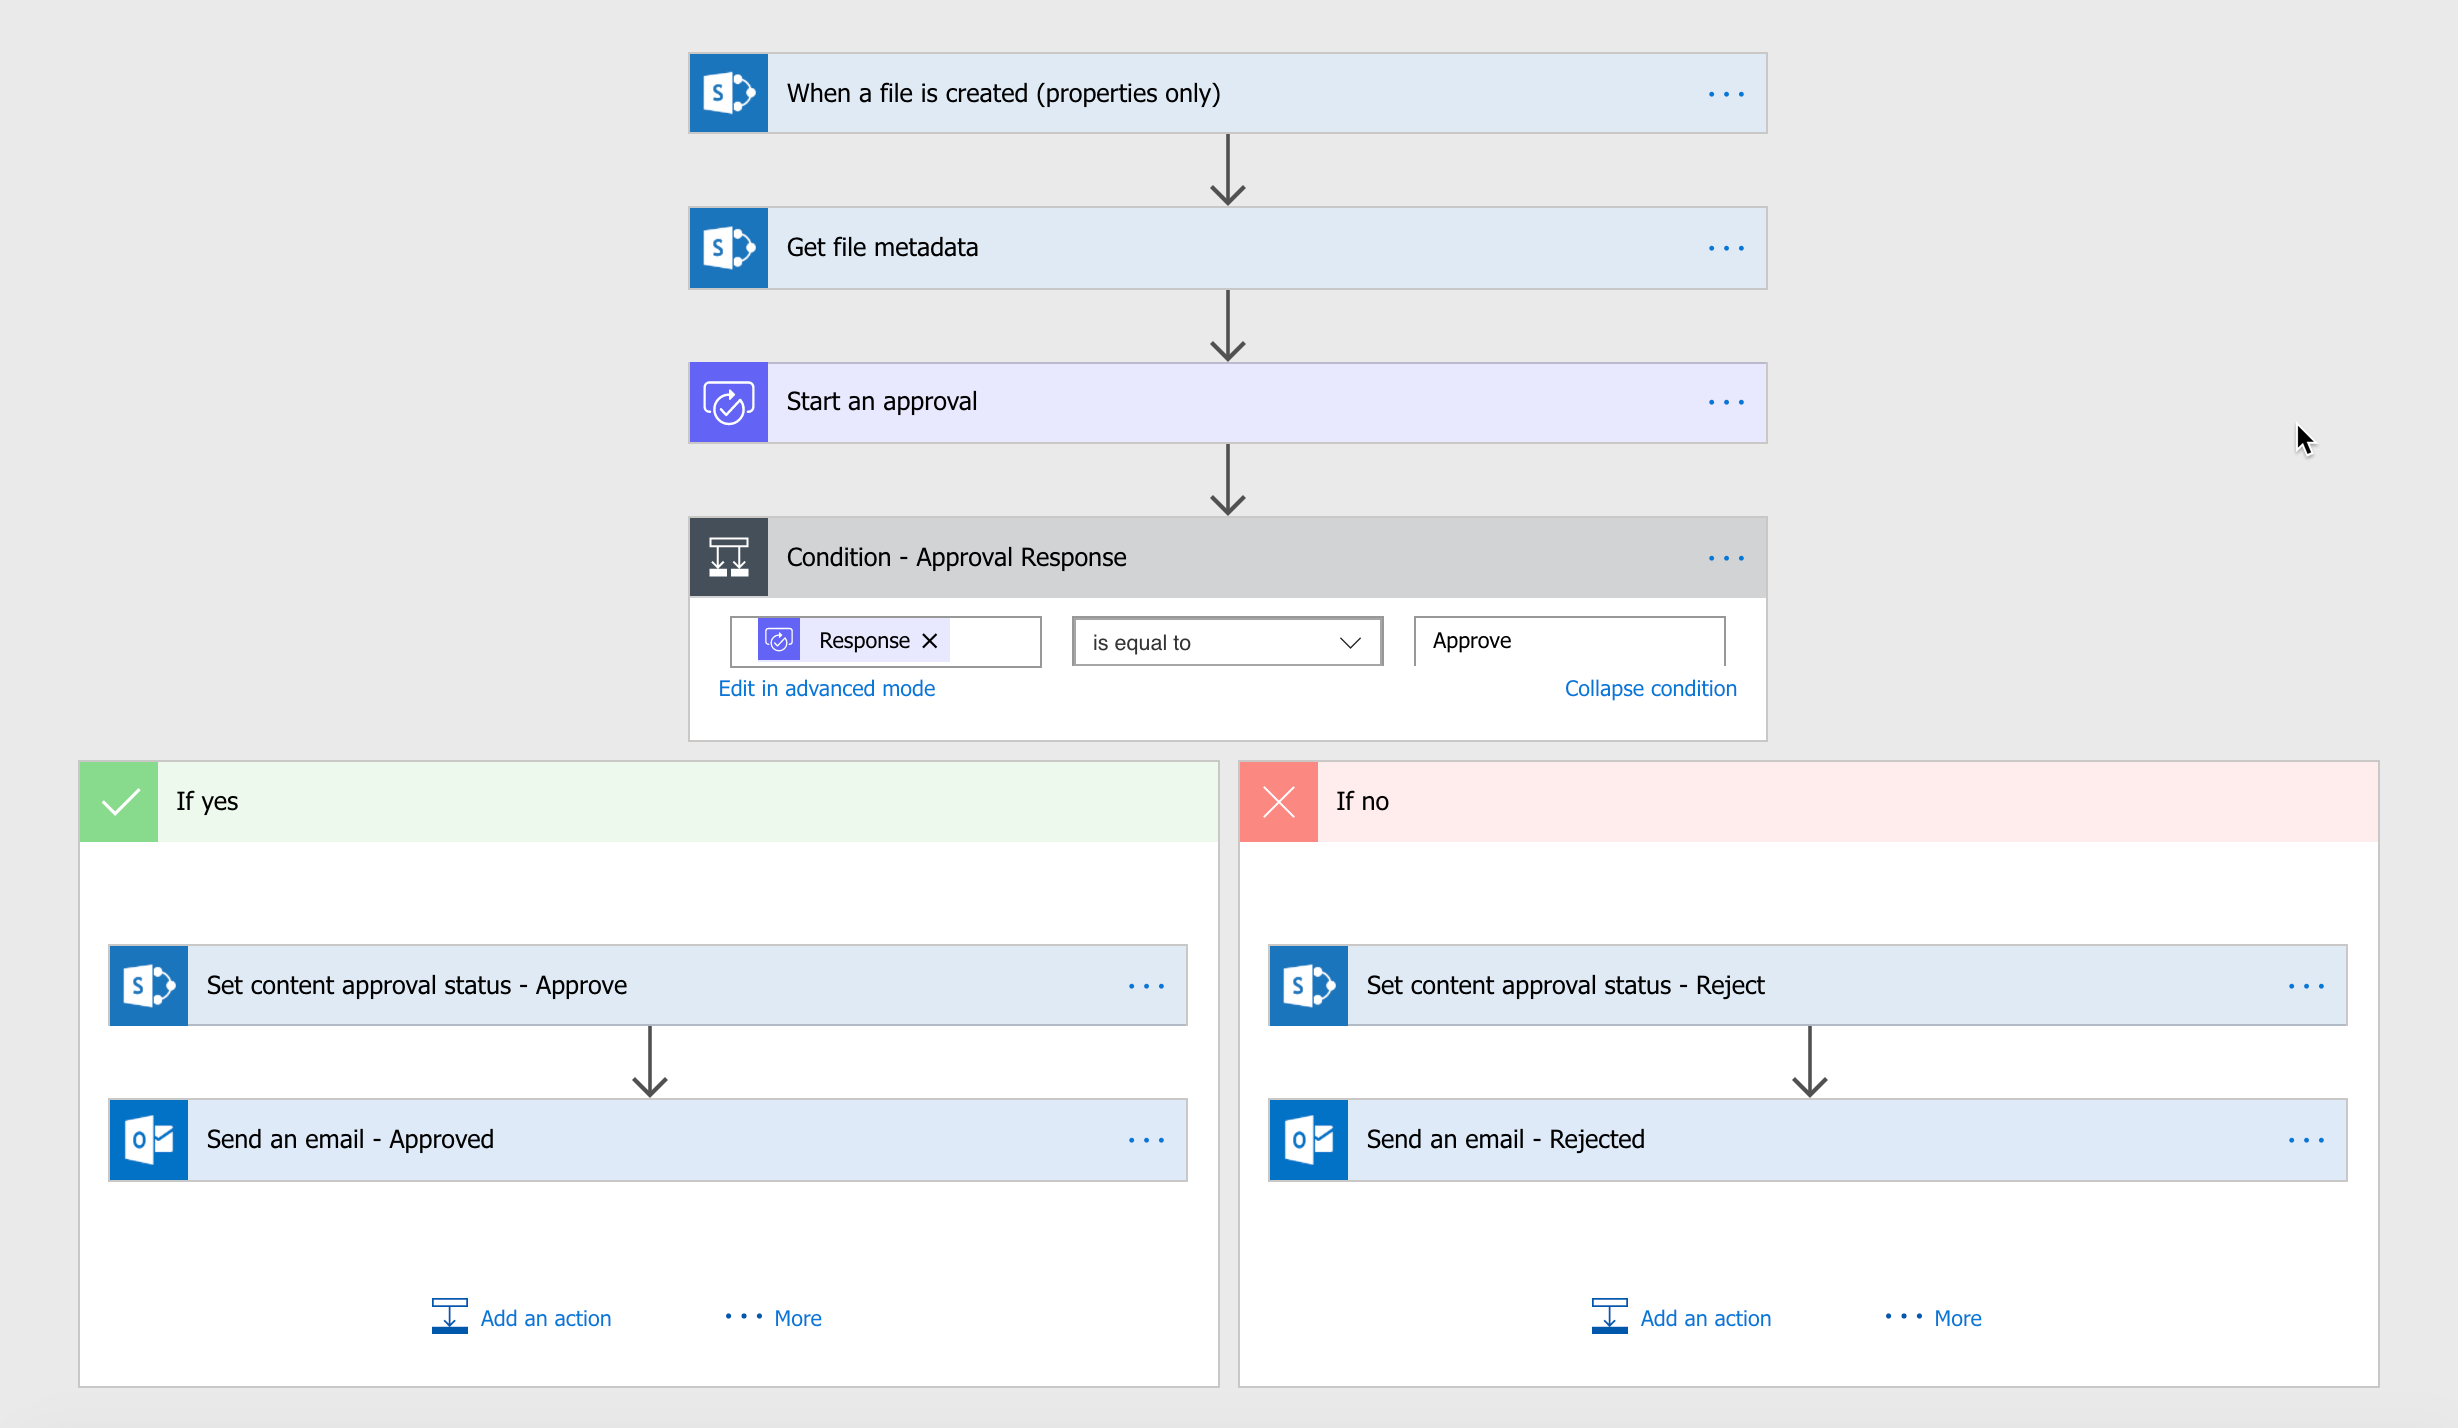 When a file is created (properties only)
Get file metadata
Start an approval
Condition - Approval Response
Response is equal to Approve
Edit in advanced mode Collapse condition
If yes
Set content approval status - Approve
Send an email - Approved
Add an action More
If no
Set content approval status - Reject
Send an email - Rejected
Add an action More